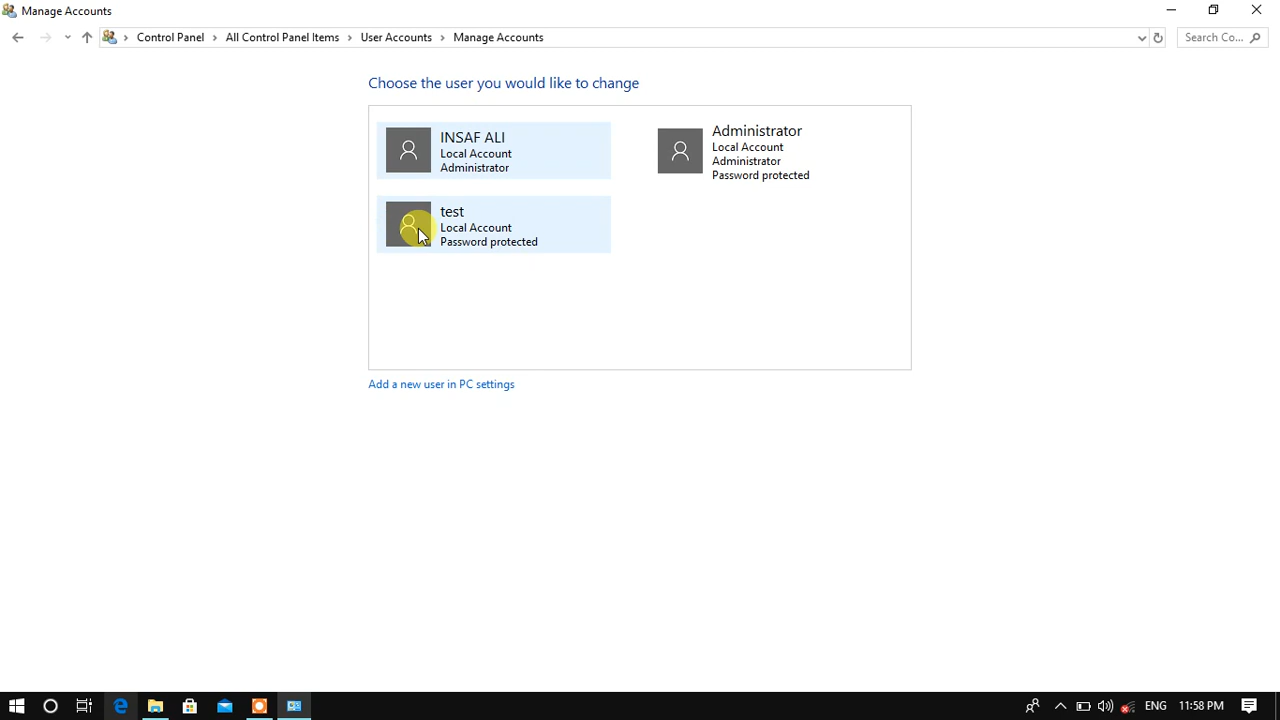 Manage Accounts
Control Panel › All Control Panel Items › User Accounts › Manage Accounts
Search Co...
Choose the user you would like to change
INSAF ALI
Local Account
Administrator
Administrator
Local Account
Administrator
Password protected
test
Local Account
Password protected
Add a new user in PC settings
ENG
11:58 PM